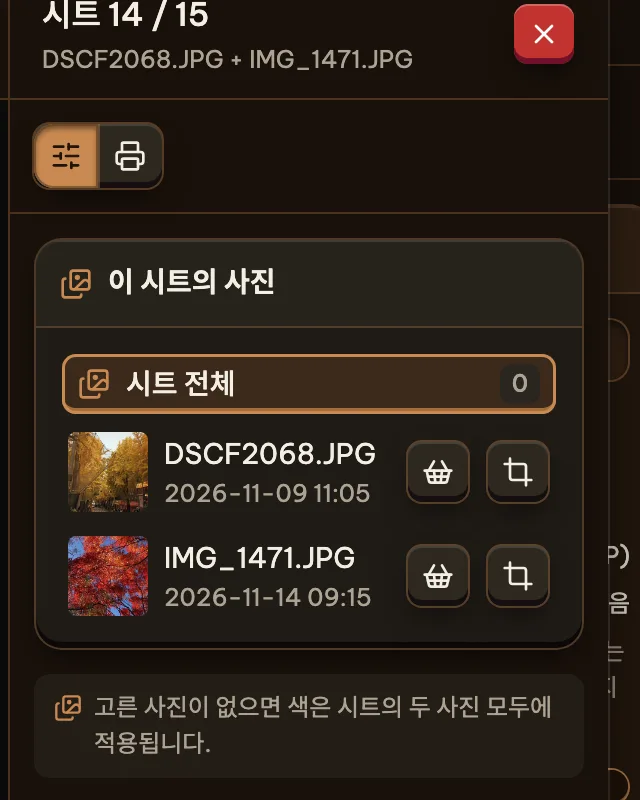 시트 14 / 15
DSCF2068.JPG + IMG_1471.JPG
이 시트의 사진
시트 전체 0
DSCF2068.JPG
2026-11-09 11:05
IMG_1471.JPG
2026-11-14 09:15
P)
음
는
고른 사진이 없으면 색은 시트의 두 사진 모두에
적용됩니다.